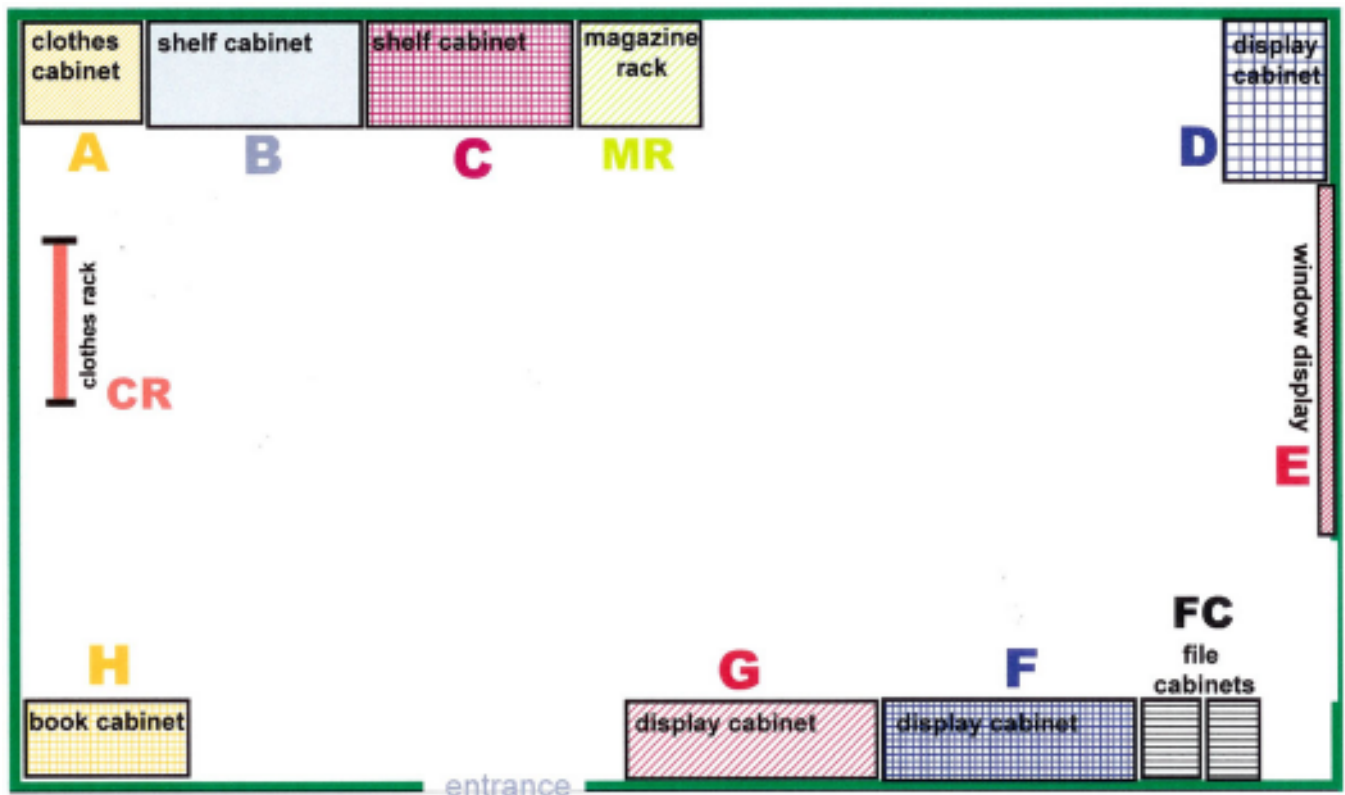 clothes
cabinet
shelf cabinet
shelf cabinet
magazine
rack
display
cabinet
A
B
C
MR
D
clothes rack
CR
window display
E
H
book cabinet
G
display cabinet
F
display cabinet
FC
file
cabinets
entrance